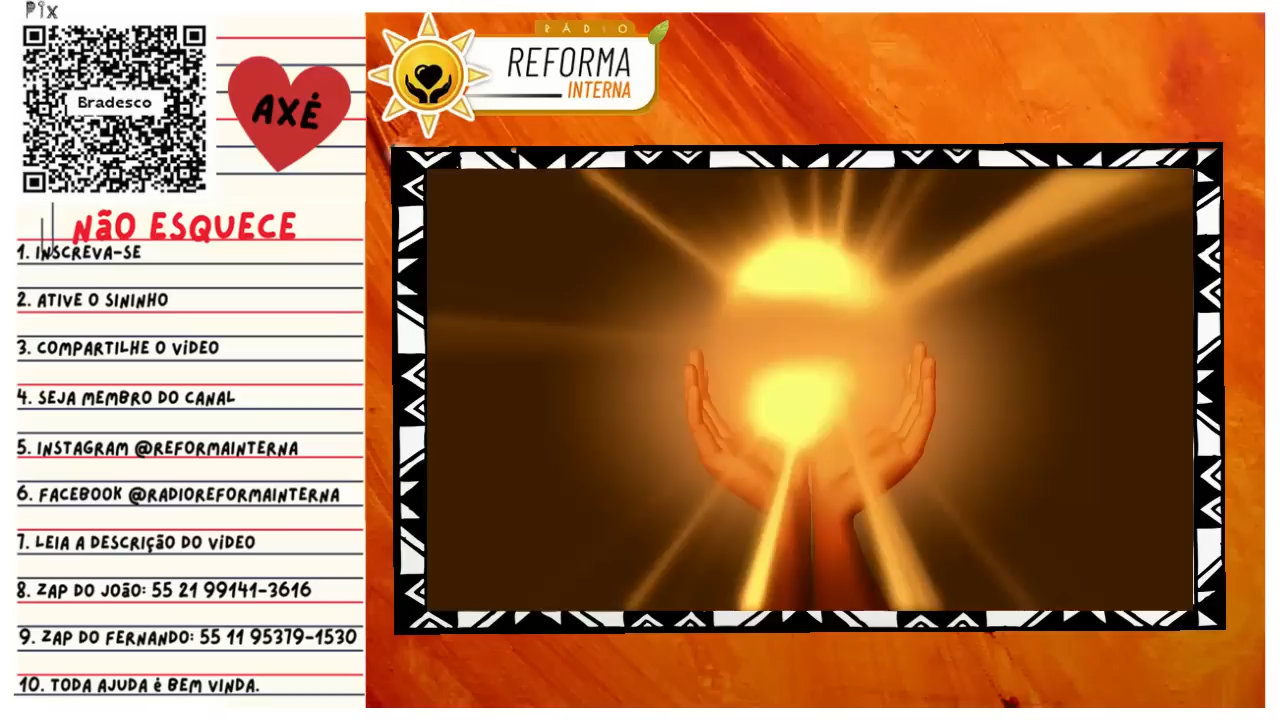 Pix
Bradesco
AXÉ
NÃO ESQUECE
1. INSCREVA-SE
2. ATIVE O SININHO
3. COMPARTILHE O VÍDEO
4. SEJA MEMBRO DO CANAL
5. INSTAGRAM @REFORMAINTERNA
6. FACEBOOK @RADIOREFORMAINTERNA
7. LEIA A DESCRIÇÃO DO VÍDEO
8. ZAP DO JOÃO: 55 21 99141-3616
9. ZAP DO FERNANDO: 55 11 95379-1530
10. TODA AJUDA É BEM VINDA.
RÁDIO
REFORMA
INTERNA